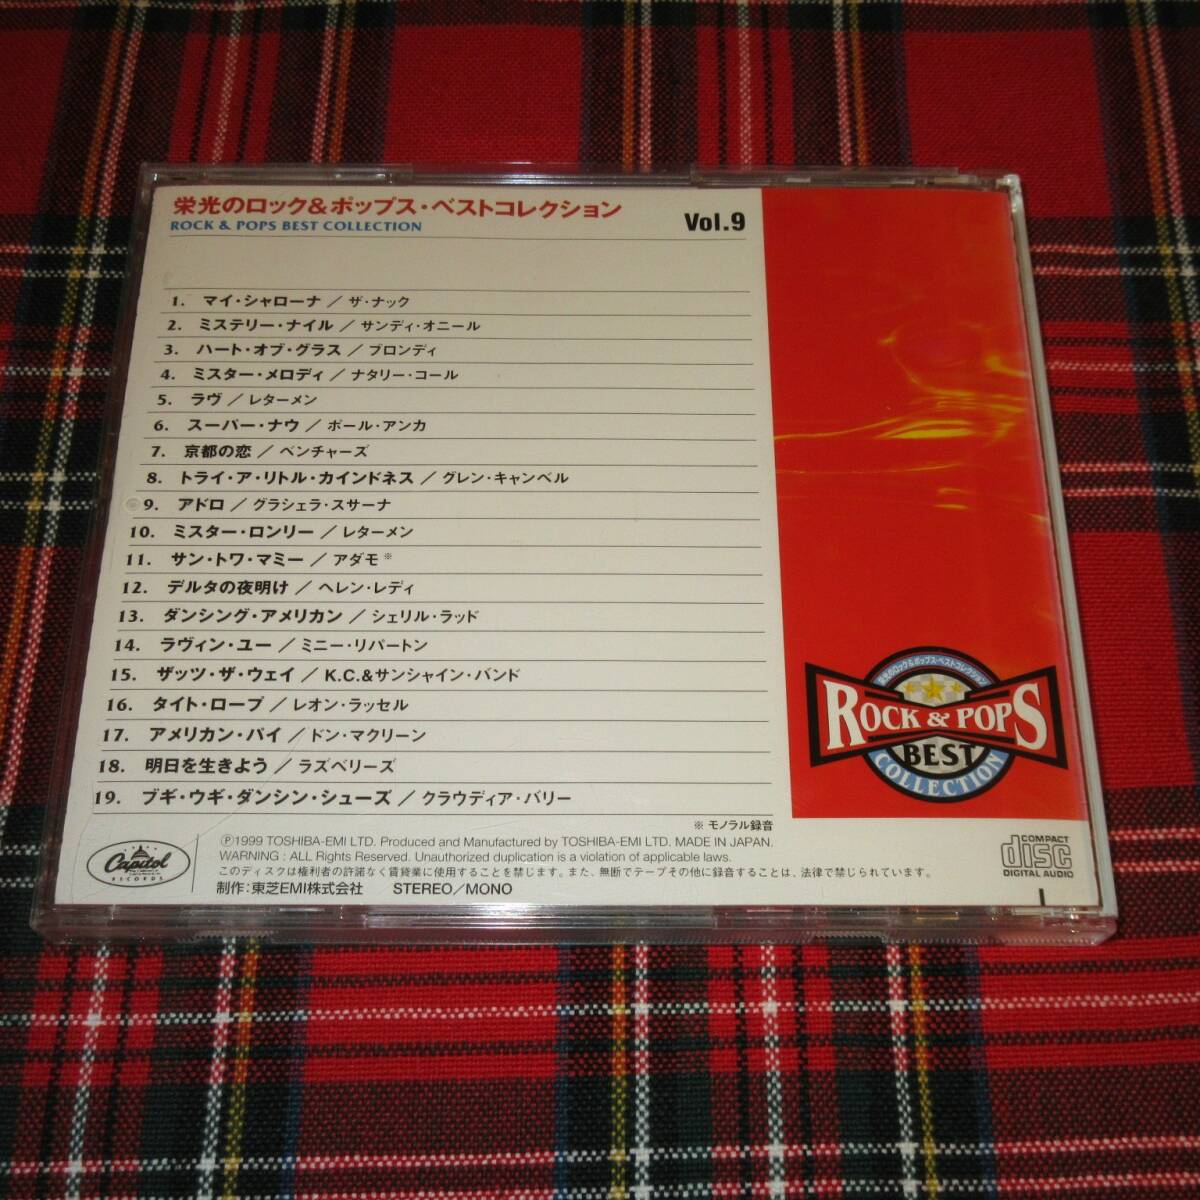 栄光のロック&ポップス・ベストコレクション
ROCK & POPS BEST COLLECTION
Vol.9
1. マイ・シャローナ／ザ・ナック
2. ミステリー・ナイル／サンディ・オニール
3. ハート・オブ・グラス／ブロンディ
4. ミスター・メロディ／ナタリー・コール
5. ラヴ／レターメン
6. スーパー・ナウ／ポール・アンカ
7. 京都の恋／ベンチャーズ
8. トライ・ア・リトル・カインドネス／グレン・キャンベル
9. アドロ／グラシェラ・スサーナ
10. ミスター・ロンリー／レターメン
11. サン・トワ・マミー／アダモ※
12. デルタの夜明け／ヘレン・レディ
13. ダンシング・アメリカン／シェリル・ラッド
14. ラヴィン・ユー／ミニー・リパートン
15. ザッツ・ザ・ウェイ／K.C.&サンシャイン・バンド
16. タイト・ロープ／レオン・ラッセル
17. アメリカン・パイ／ドン・マクリーン
18. 明日を生きよう／ラズベリーズ
19. ブギ・ウギ・ダンシン・シューズ／クラウディア・バリー
※モノラル録音
栄光のロック&ポップス・ベストコレクション
ROCK & POPS
BEST
COLLECTION
Capitol
RECORDS
Ⓟ1999 TOSHIBA-EMI LTD. Produced and Manufactured by TOSHIBA-EMI LTD. MADE IN JAPAN.
WARNING : ALL Rights Reserved. Unauthorized duplication is a violation of applicable laws.
このディスクは権利者の許諾なく賃貸業に使用することを禁じます。また、無断でテープその他に録音することは、法律で禁じられています。
制作：東芝EMI株式会社 STEREO／MONO
COMPACT
disc
DIGITAL AUDIO